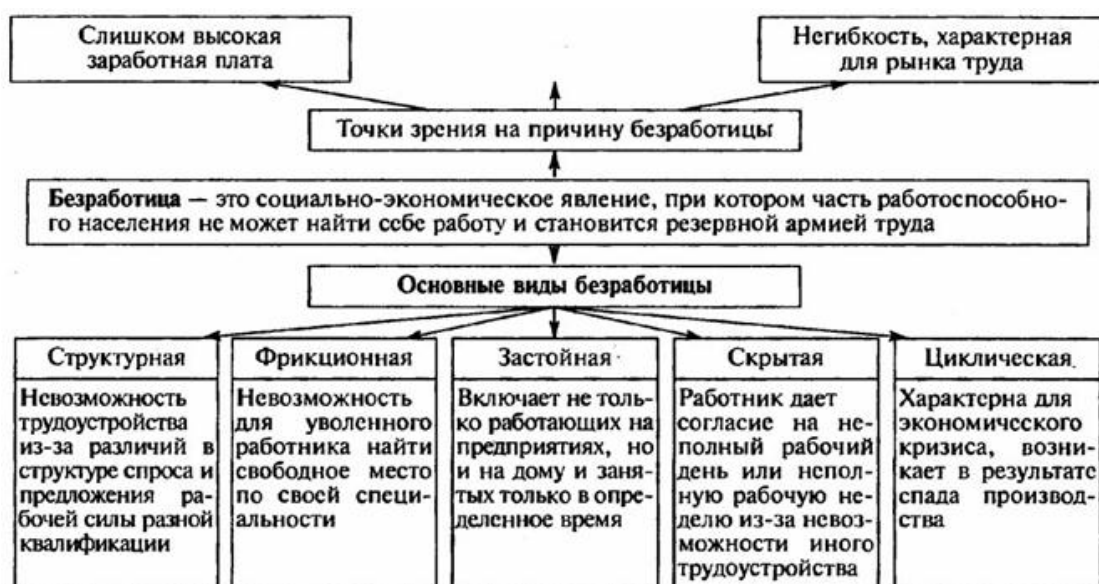 Слишком высокая
заработная плата
Негибкость, характерная
для рынка труда
Точки зрения на причину безработицы
Безработица — это социально-экономическое явление, при котором часть работоспособно-
го населения не может найти себе работу и становится резервной армией труда
Основные виды безработицы
Структурная
Невозможность
трудоустройства
из-за различий в
структуре спроса и
предложения ра-
бочей силы разной
квалификации
Фрикционная
Невозможность
для уволенного
работника найти
свободное место
по своей специ-
альности
Застойная
Включает не толь-
ко работающих на
предприятиях, но
и на дому и заня-
тых только в опре-
деленное время
Скрытая
Работник дает
согласие на не-
полный рабочий
день или непол-
ную рабочую не-
делю из-за невоз-
можности иного
трудоустройства
Циклическая
Характерна для
экономического
кризиса, возни-
кает в результате
спада производ-
ства